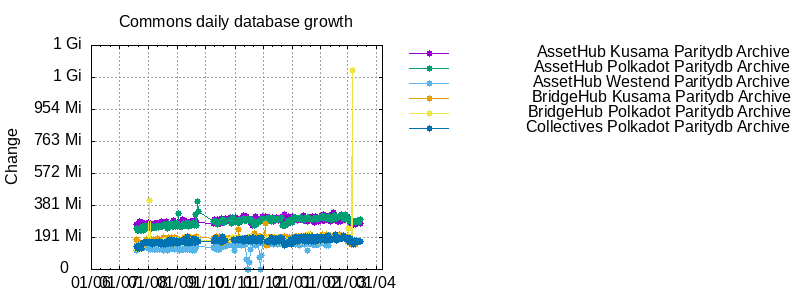 Commons daily database growth
1 Gi
1 Gi
954 Mi
763 Mi
572 Mi
381 Mi
191 Mi
0
Change
01/06 01/07 01/08 01/09 01/10 01/11 01/12 01/01 01/02 01/03 01/04
AssetHub Kusama Paritydb Archive
AssetHub Polkadot Paritydb Archive
AssetHub Westend Paritydb Archive
BridgeHub Kusama Paritydb Archive
BridgeHub Polkadot Paritydb Archive
Collectives Polkadot Paritydb Archive